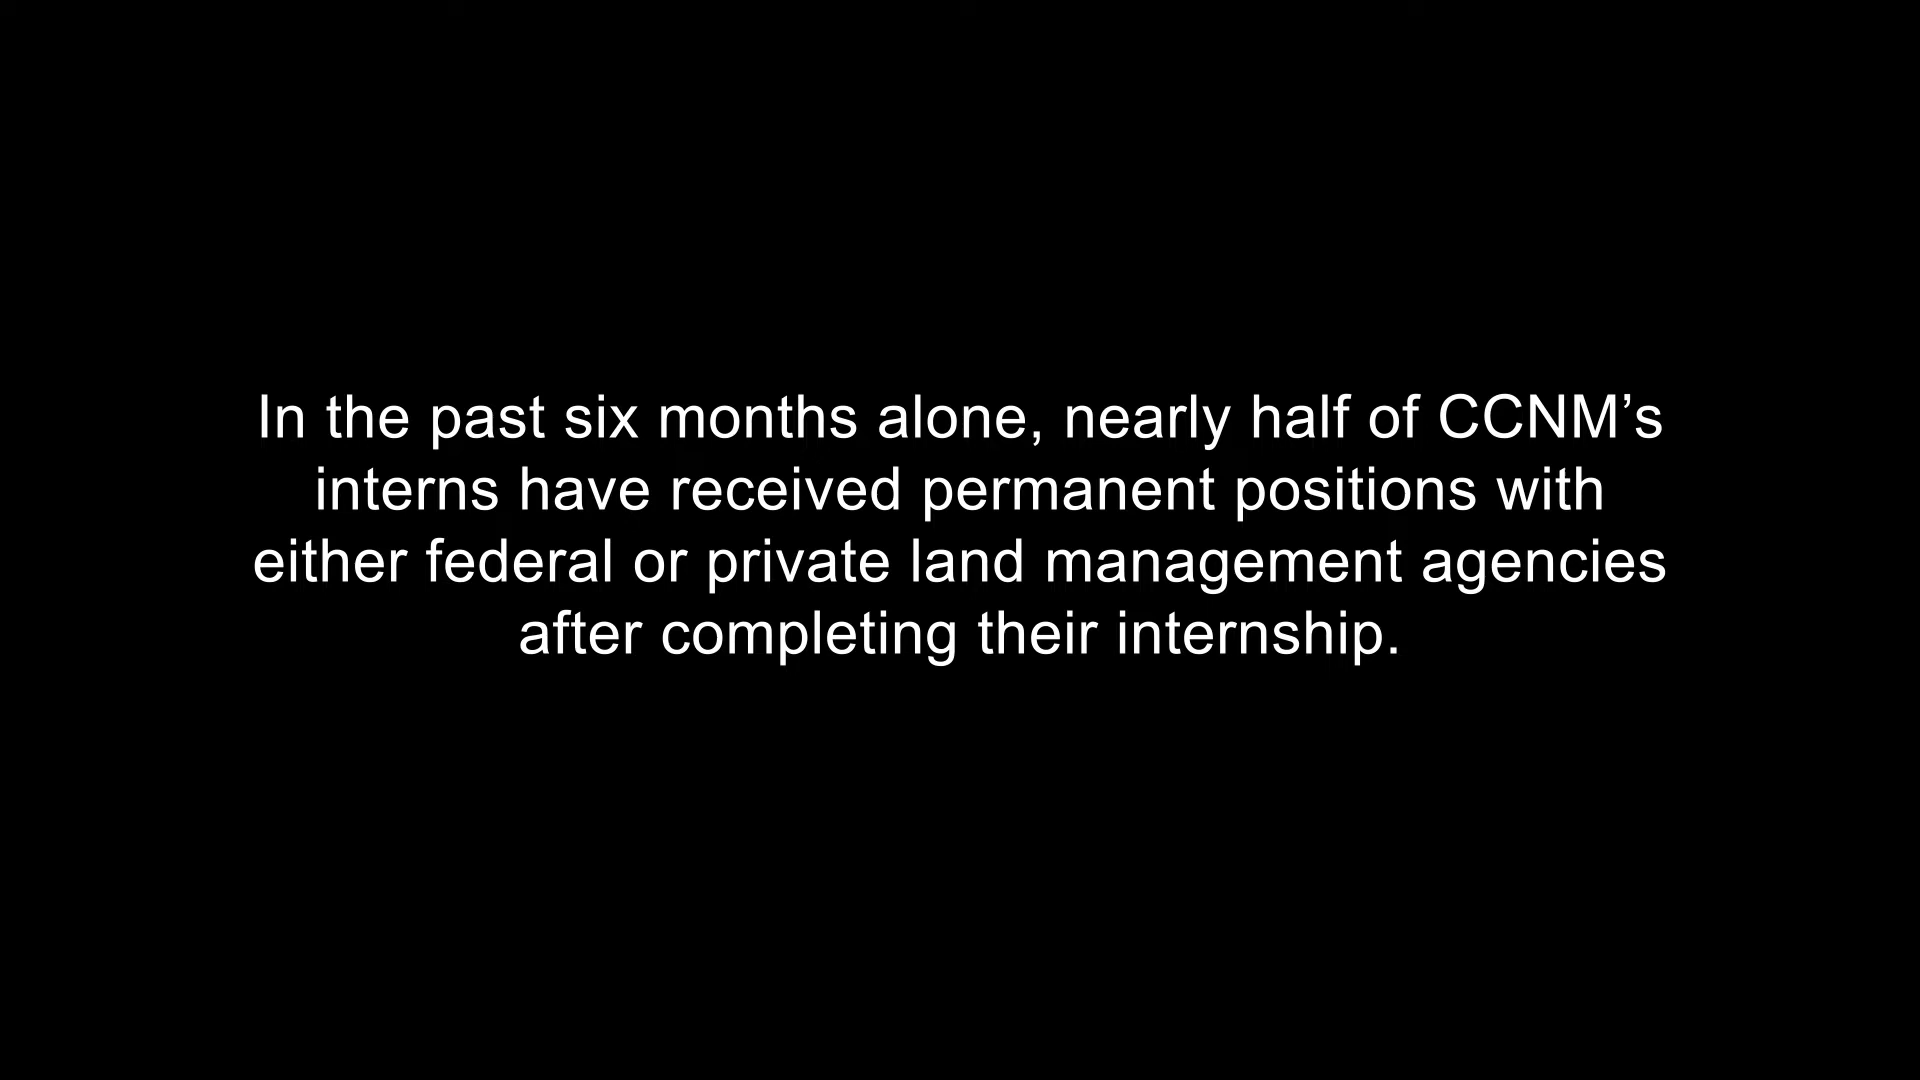 In the past six months alone, nearly half of CCNM’s
interns have received permanent positions with
either federal or private land management agencies
after completing their internship.